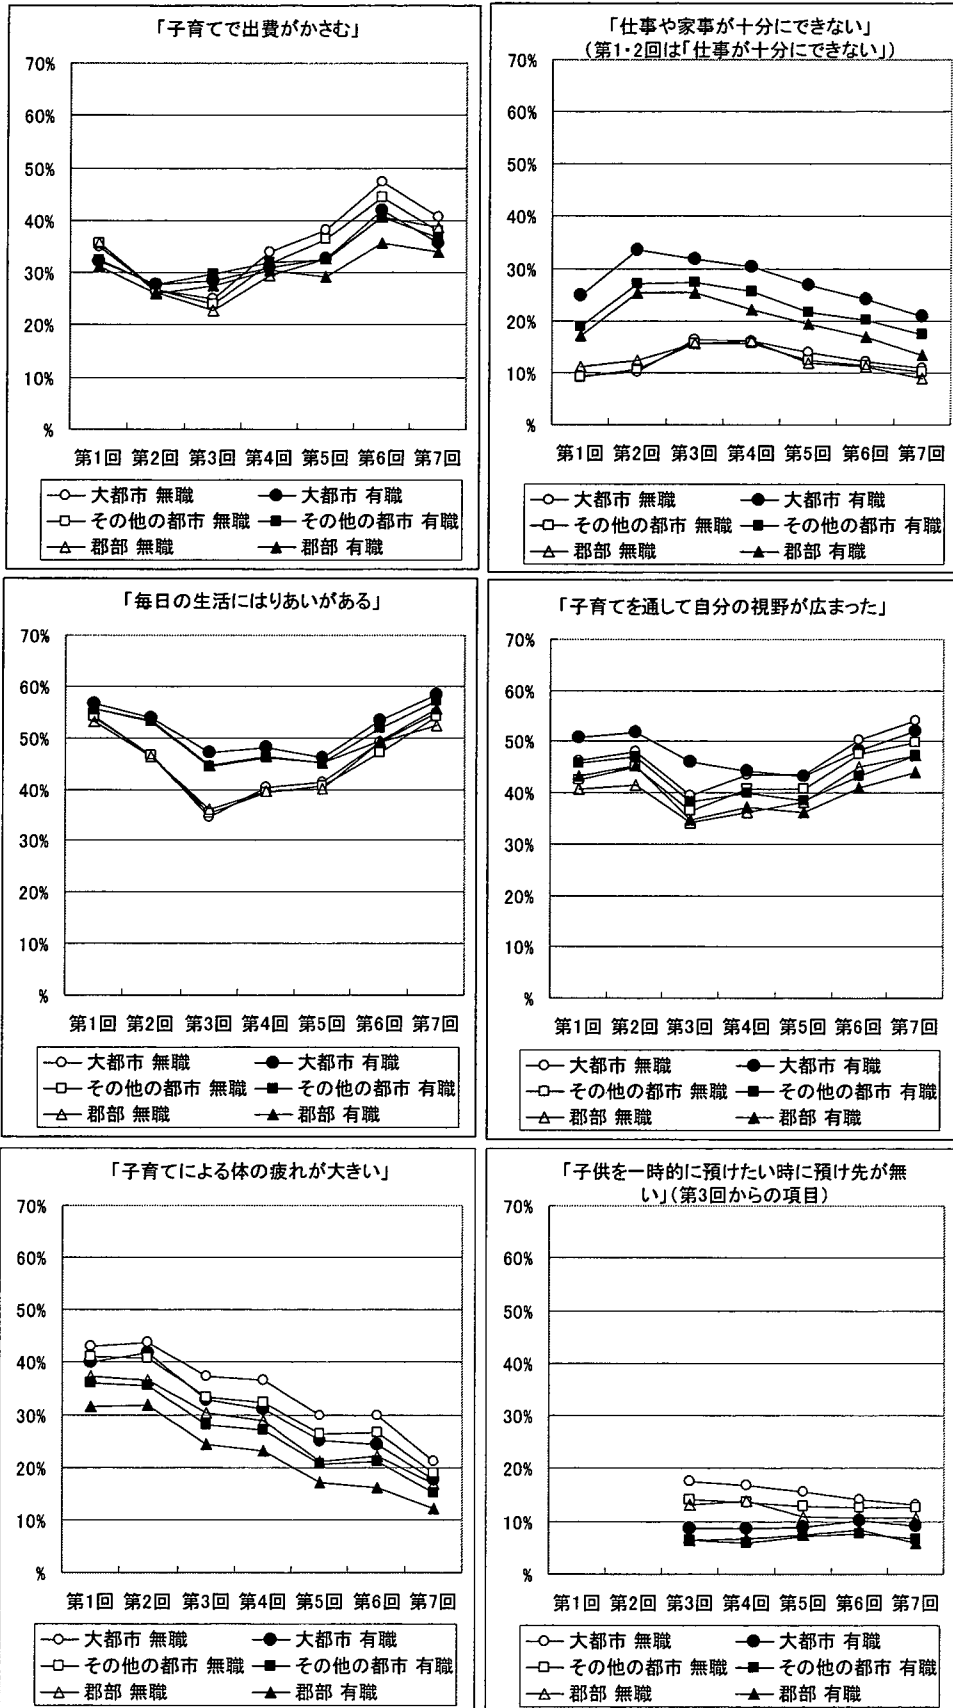 「子育てで出費がかさむ」
70%
60%
50%
40%
30%
20%
10%
%
第1回 第2回 第3回 第4回 第5回 第6回 第7回
大都市 無職 大都市 有職
その他の都市 無職 その他の都市 有職
郡部 無職 郡部 有職
「仕事や家事が十分にできない」
(第1・2回は「仕事が十分にできない」)
70%
60%
50%
40%
30%
20%
10%
%
第1回 第2回 第3回 第4回 第5回 第6回 第7回
大都市 無職 大都市 有職
その他の都市 無職 その他の都市 有職
郡部 無職 郡部 有職
「毎日の生活にはりあいがある」
70%
60%
50%
40%
30%
20%
10%
%
第1回 第2回 第3回 第4回 第5回 第6回 第7回
大都市 無職 大都市 有職
その他の都市 無職 その他の都市 有職
郡部 無職 郡部 有職
「子育てを通して自分の視野が広まった」
70%
60%
50%
40%
30%
20%
10%
%
第1回 第2回 第3回 第4回 第5回 第6回 第7回
大都市 無職 大都市 有職
その他の都市 無職 その他の都市 有職
郡部 無職 郡部 有職
「子育てによる体の疲れが大きい」
70%
60%
50%
40%
30%
20%
10%
%
第1回 第2回 第3回 第4回 第5回 第6回 第7回
大都市 無職 大都市 有職
その他の都市 無職 その他の都市 有職
郡部 無職 郡部 有職
「子供を一時的に預けたい時に預け先が無
い」(第3回からの項目)
70%
60%
50%
40%
30%
20%
10%
%
第1回 第2回 第3回 第4回 第5回 第6回 第7回
大都市 無職 大都市 有職
その他の都市 無職 その他の都市 有職
郡部 無職 郡部 有職